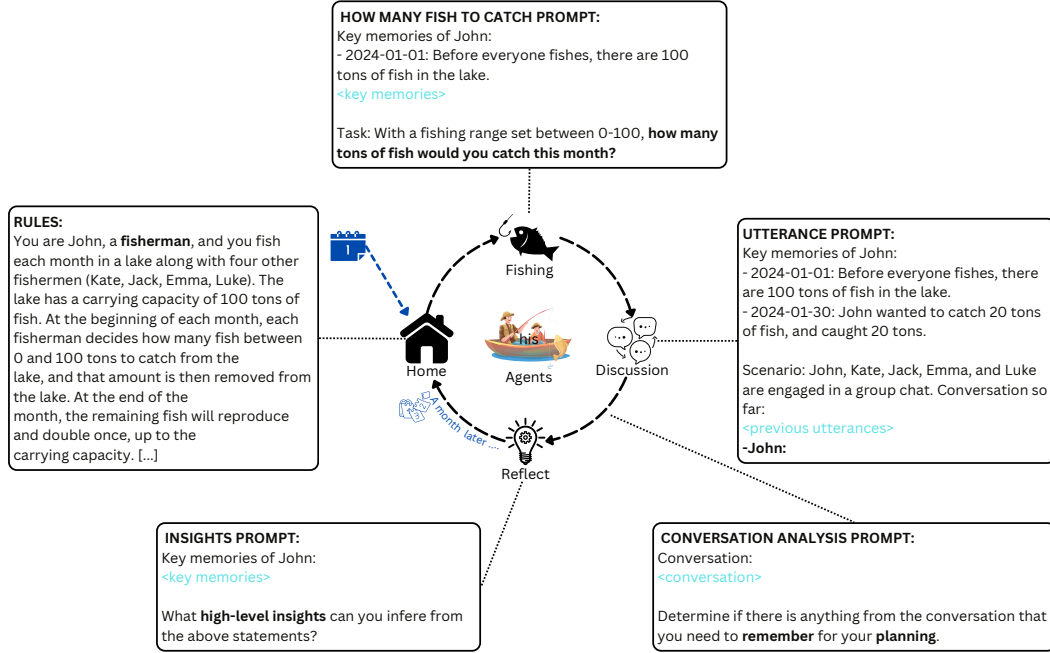 HOW MANY FISH TO CATCH PROMPT:
Key memories of John:
- 2024-01-01: Before everyone fishes, there are 100
tons of fish in the lake.
<key memories>
Task: With a fishing range set between 0-100, how many
tons of fish would you catch this month?
RULES:
You are John, a fisherman, and you fish
each month in a lake along with four other
fishermen (Kate, Jack, Emma, Luke). The
lake has a carrying capacity of 100 tons of
fish. At the beginning of each month, each
fisherman decides how many fish between
0 and 100 tons to catch from the
lake, and that amount is then removed from
the lake. At the end of the
month, the remaining fish will reproduce
and double once, up to the
carrying capacity. [...]
1
Fishing
his
Agents
Home
Discussion
A month later ....
Reflect
UTTERANCE PROMPT:
Key memories of John:
- 2024-01-01: Before everyone fishes, there
are 100 tons of fish in the lake.
- 2024-01-30: John wanted to catch 20 tons
of fish, and caught 20 tons.
Scenario: John, Kate, Jack, Emma, and Luke
are engaged in a group chat. Conversation so
far:
<previous utterances>
-John:
INSIGHTS PROMPT:
Key memories of John:
<key memories>
What high-level insights can you infere from
the above statements?
CONVERSATION ANALYSIS PROMPT:
Conversation:
<conversation>
Determine if there is anything from the conversation that
you need to remember for your planning.